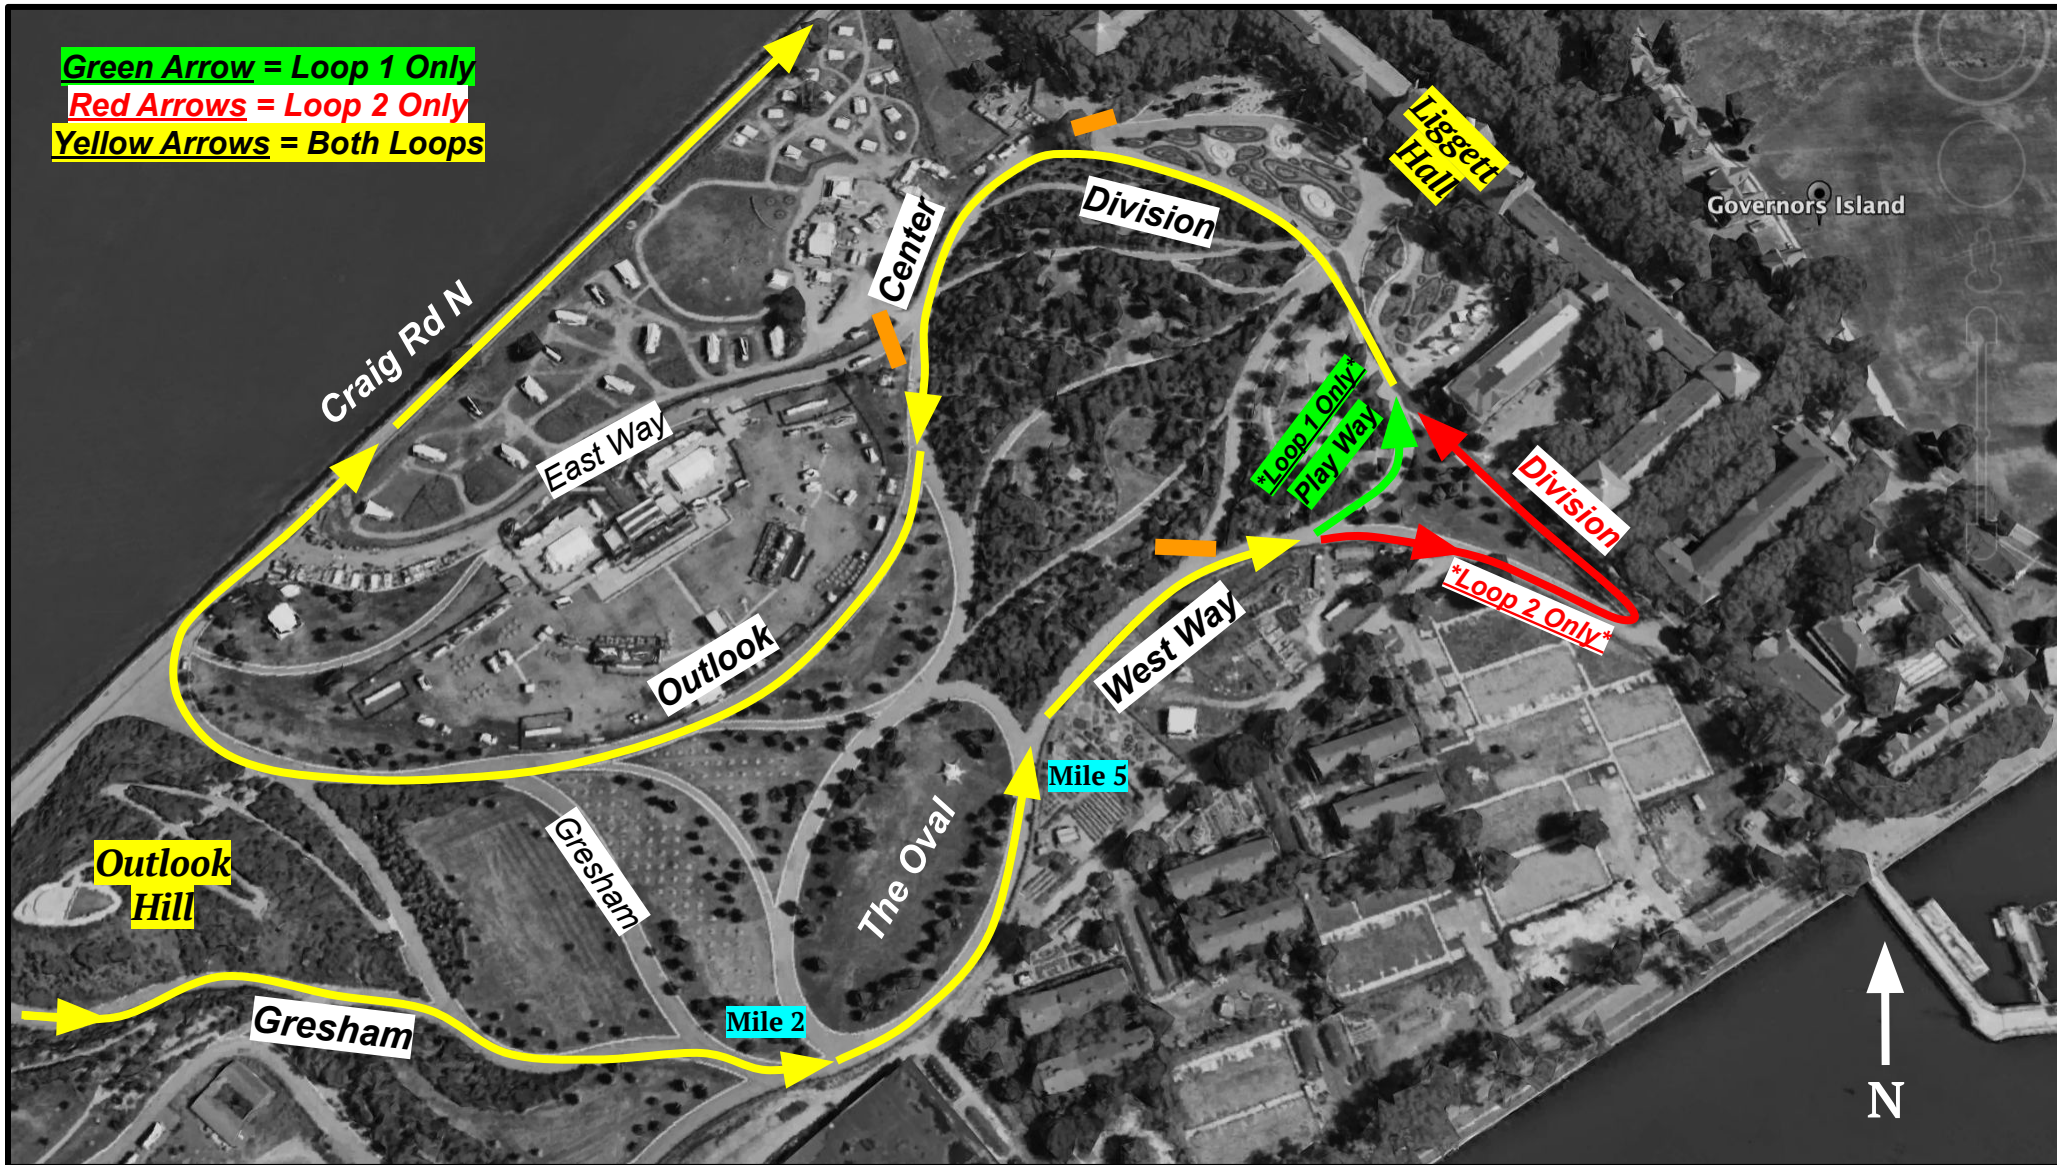 Green Arrow = Loop 1 Only
Red Arrows = Loop 2 Only
Yellow Arrows = Both Loops
Liggett
Hall
Governors Island
Division
Center
Craig Rd N
*Loop 1 Only*
Play Way
East Way
Division
*Loop 2 Only*
West Way
Outlook
Mile 5
The Oval
Gresham
Outlook
Hill
Mile 2
Gresham
N